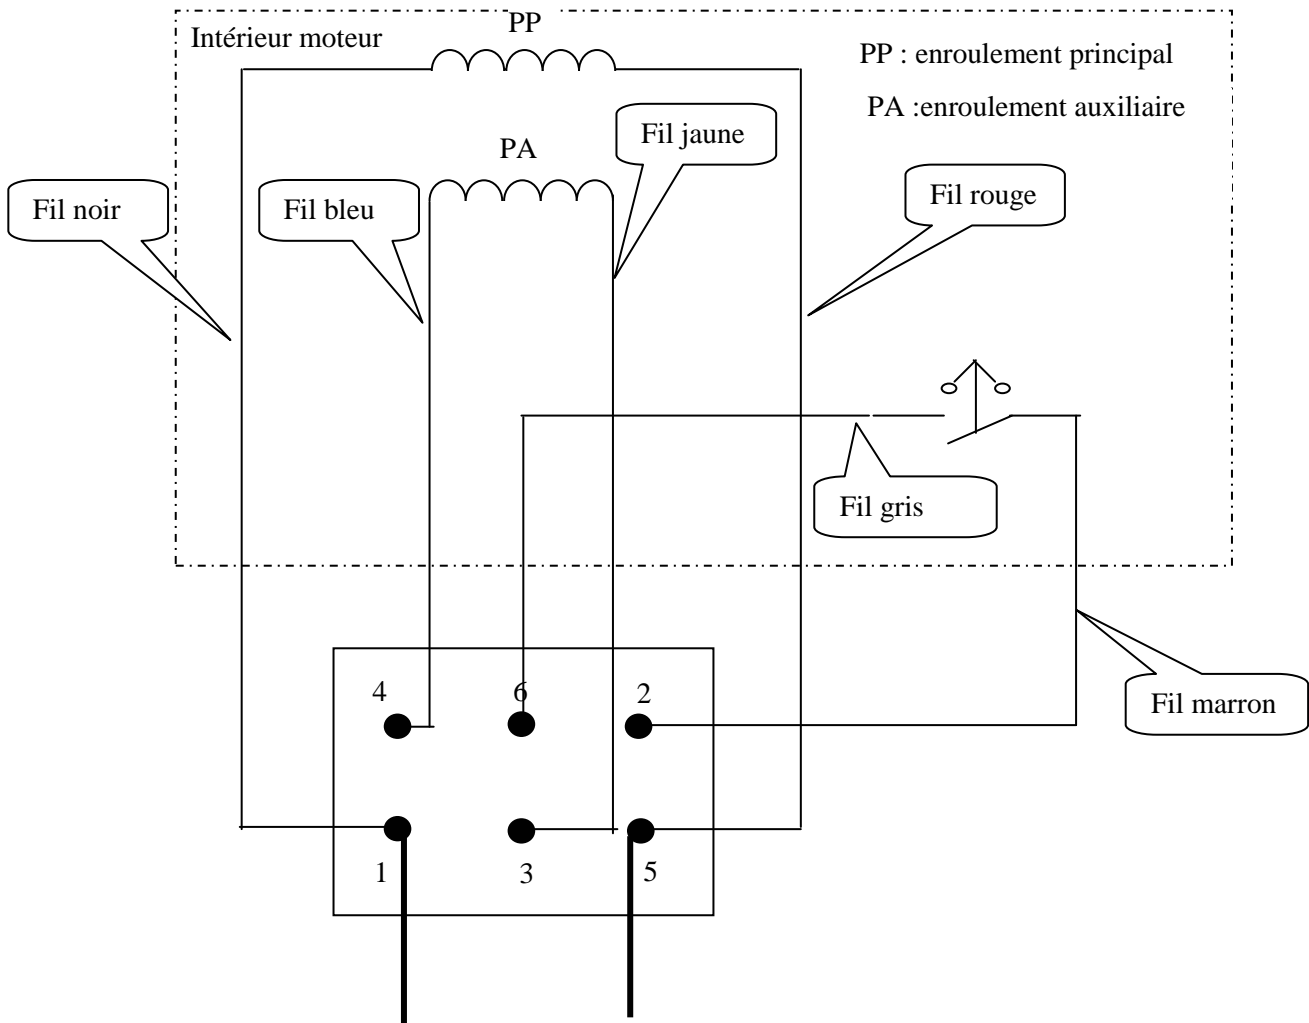 PP
Intérieur moteur
PP : enroulement principal
PA :enroulement auxiliaire
Fil jaune
PA
Fil noir
Fil bleu
Fil rouge
Fil gris
4
6
2
Fil marron
1
3
5